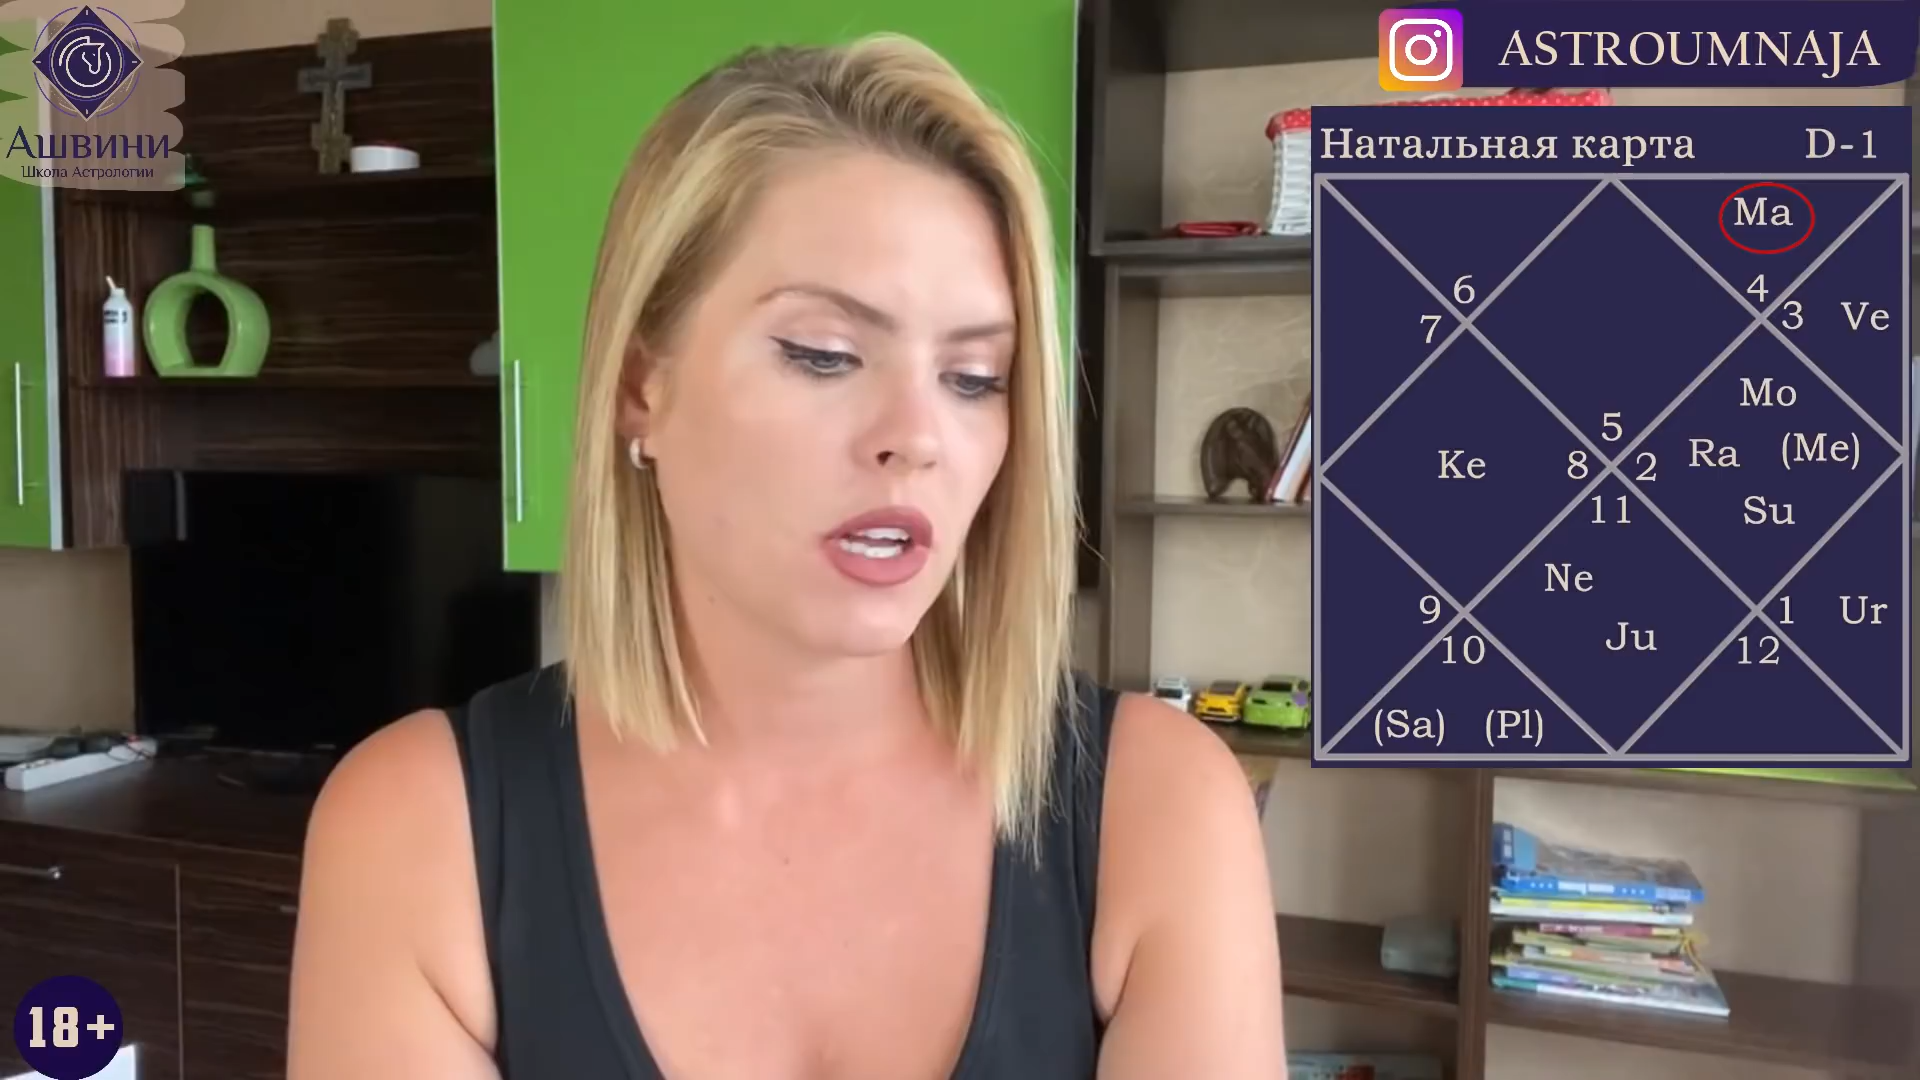 Ашвини
Школа Астрологии
ASTROUMNAJA
Натальная карта D-1
Ma
6
4
7
3 Ve
Mo
5
Ke
8 2
Ra (Me)
11
Su
Ne
9
1 Ur
Ju
10
12
(Sa) (Pl)
18+